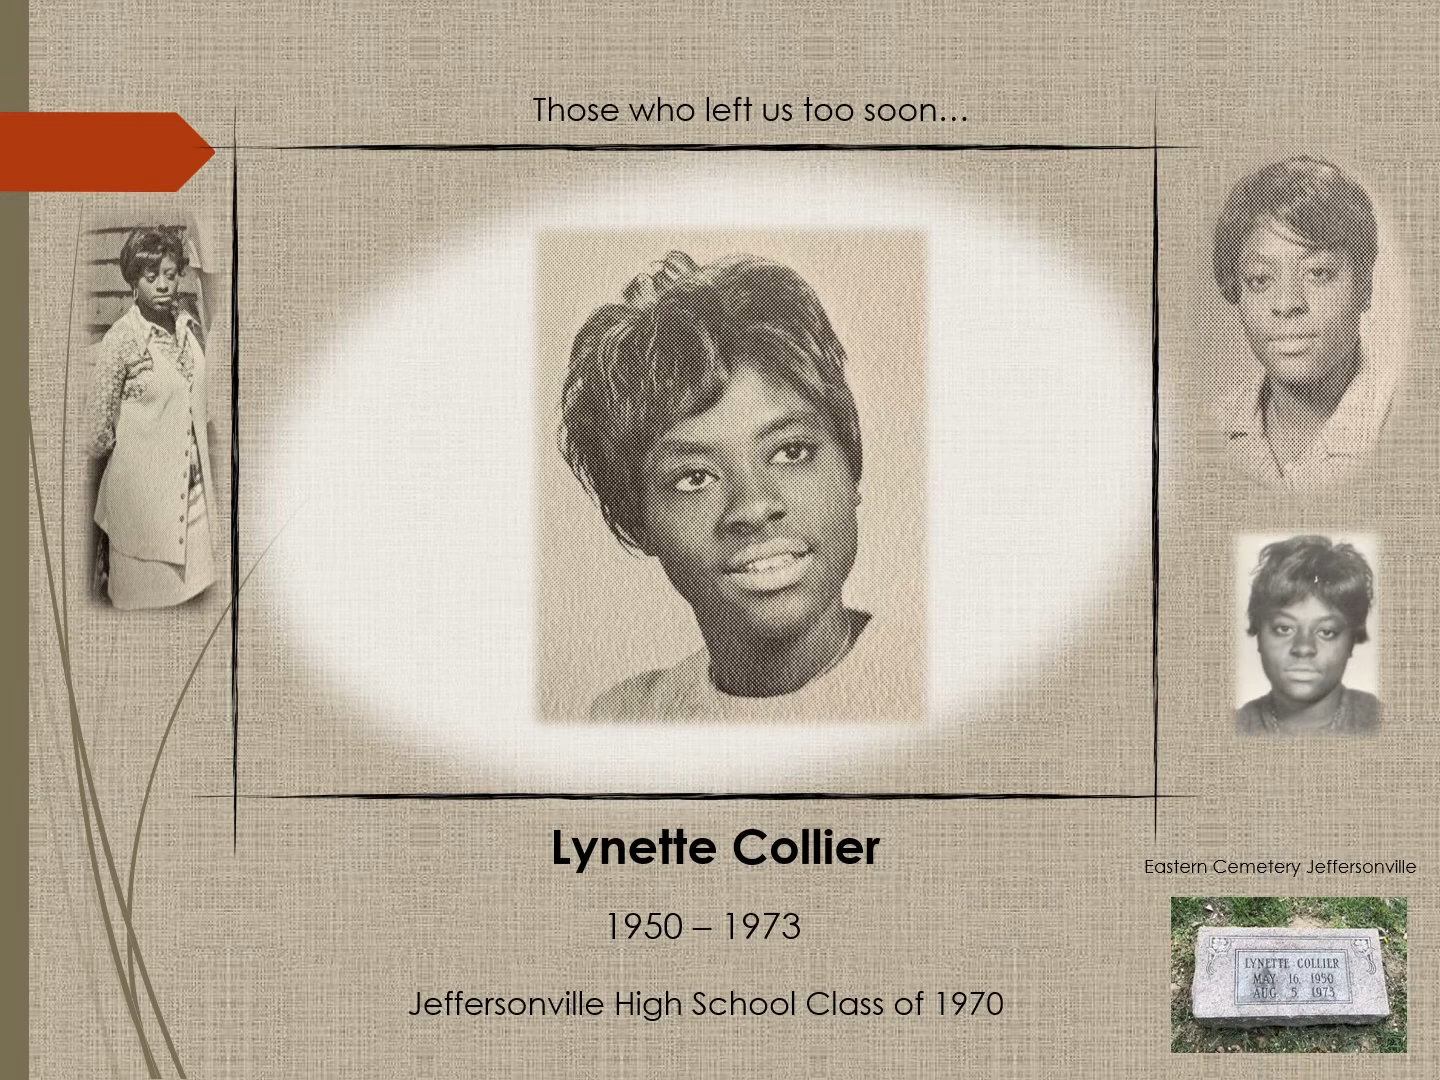 Those who left us too soon…
Lynette Collier
1950 – 1973
Jeffersonville High School Class of 1970
Eastern Cemetery Jeffersonville
LYNETTE COLLIER
MAY 16, 1950
AUG 5 1973